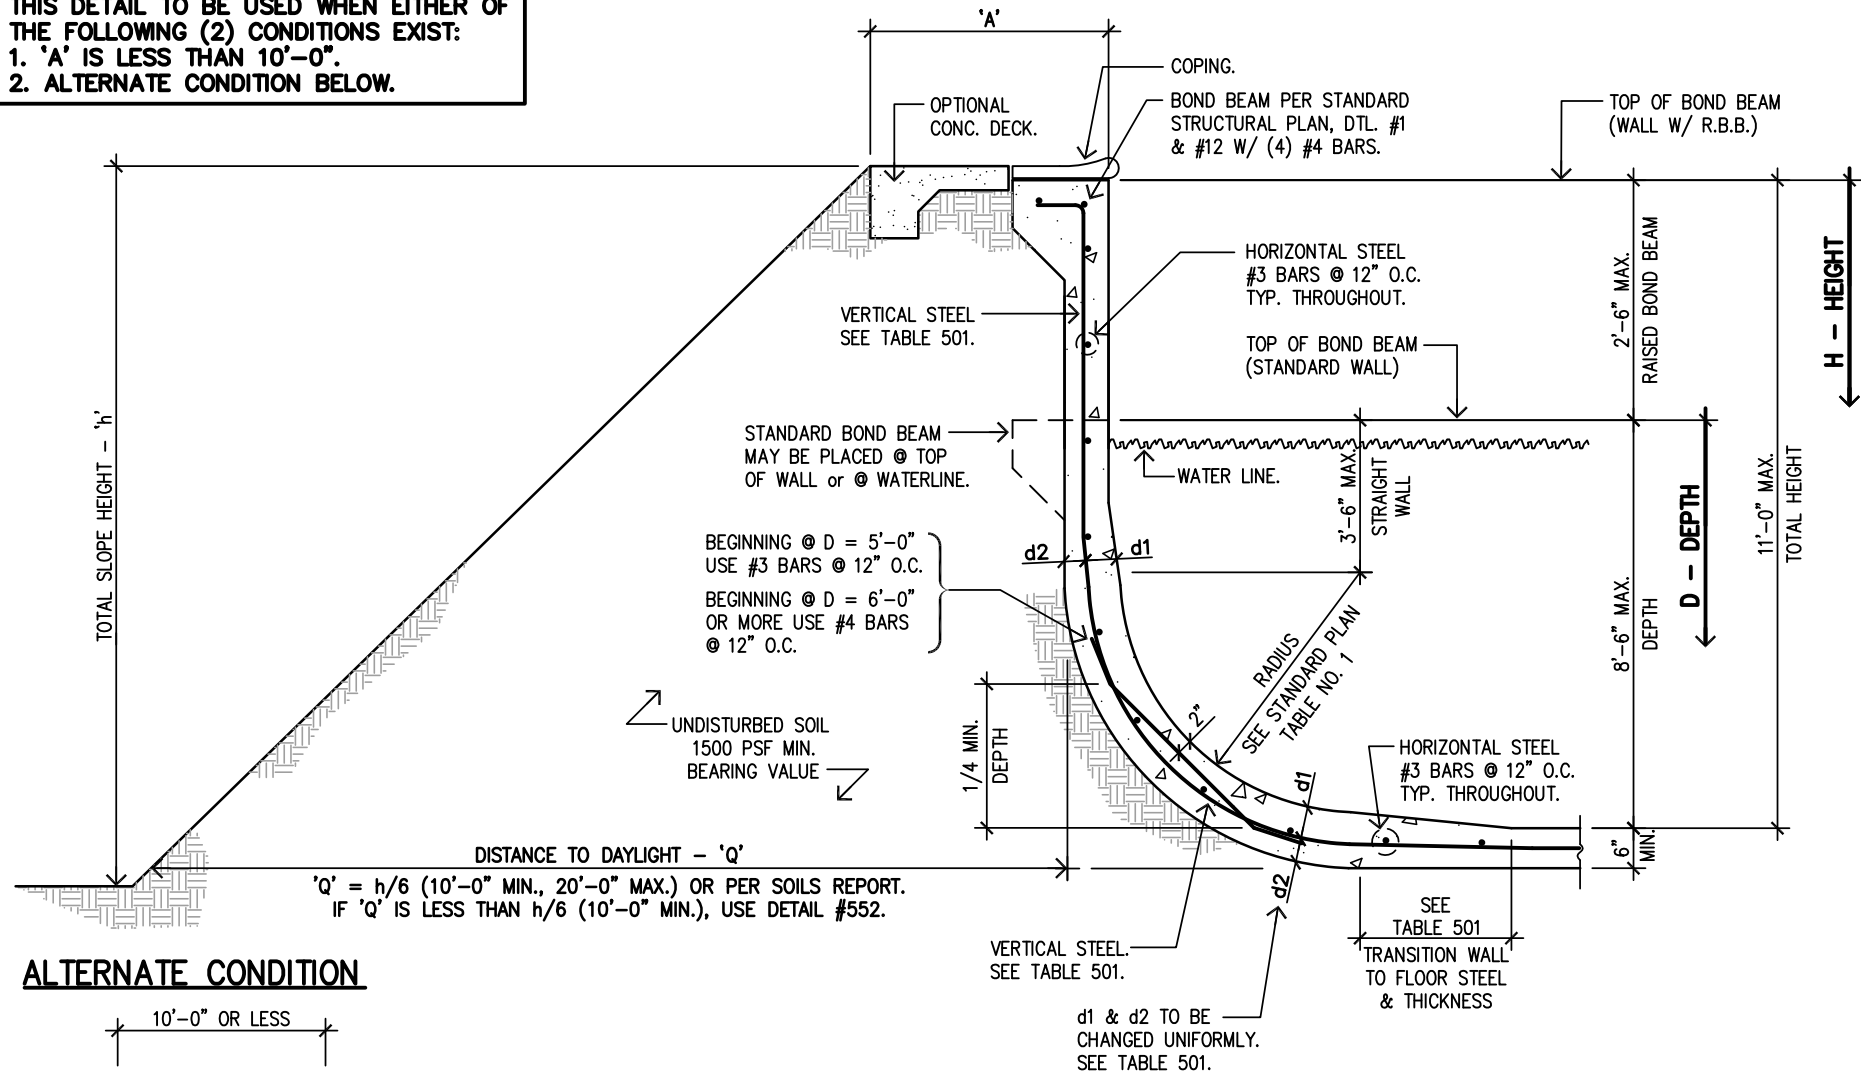 THIS DETAIL TO BE USED WHEN EITHER OF
THE FOLLOWING (2) CONDITIONS EXIST:
1. 'A' IS LESS THAN 10'-0".
2. ALTERNATE CONDITION BELOW.
'A'
COPING.
OPTIONAL
CONC. DECK.
BOND BEAM PER STANDARD
STRUCTURAL PLAN, DTL. #1
& #12 W/ (4) #4 BARS.
TOP OF BOND BEAM
(WALL W/ R.B.B.)
HORIZONTAL STEEL
#3 BARS @ 12" O.C.
TYP. THROUGHOUT.
VERTICAL STEEL
SEE TABLE 501.
TOP OF BOND BEAM
(STANDARD WALL)
2'-6" MAX.
RAISED BOND BEAM
H - HEIGHT
TOTAL SLOPE HEIGHT - 'h'
STANDARD BOND BEAM
MAY BE PLACED @ TOP
OF WALL or @ WATERLINE.
WATER LINE.
3'-6" MAX.
STRAIGHT
WALL
D - DEPTH
11'-0" MAX.
TOTAL HEIGHT
BEGINNING @ D = 5'-0"
USE #3 BARS @ 12" O.C.
BEGINNING @ D = 6'-0"
OR MORE USE #4 BARS
@ 12" O.C.
d2
d1
8'-6" MAX.
DEPTH
RADIUS
SEE STANDARD PLAN
TABLE NO. 1
UNDISTURBED SOIL
1500 PSF MIN.
BEARING VALUE
1/4 MIN.
DEPTH
2"
d1
HORIZONTAL STEEL
#3 BARS @ 12" O.C.
TYP. THROUGHOUT.
6"
MIN.
DISTANCE TO DAYLIGHT - 'Q'
'Q' = h/6 (10'-0" MIN., 20'-0" MAX.) OR PER SOILS REPORT.
IF 'Q' IS LESS THAN h/6 (10'-0" MIN.), USE DETAIL #552.
d2
SEE
TABLE 501
TRANSITION WALL
TO FLOOR STEEL
& THICKNESS
VERTICAL STEEL.
SEE TABLE 501.
d1 & d2 TO BE
CHANGED UNIFORMLY.
SEE TABLE 501.
ALTERNATE CONDITION
10'-0" OR LESS